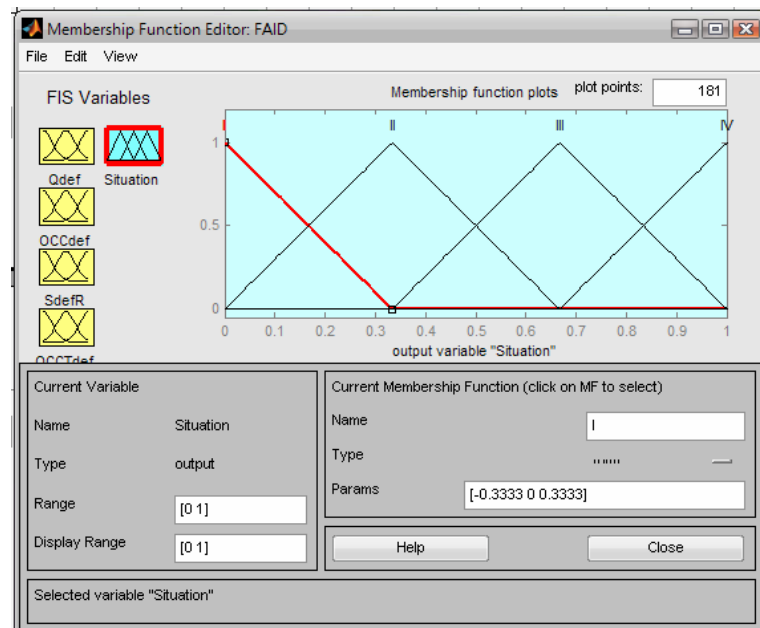 Membership Function Editor: FAID
File Edit View
FIS Variables
Qdef
Situation
OCCdef
SdefR
OCCTdef
Membership function plots
plot points:
181
I II III IV
1
0.5
0
0 0.1 0.2 0.3 0.4 0.5 0.6 0.7 0.8 0.9 1
output variable "Situation"
Current Variable
Name Situation
Type output
Range [0 1]
Display Range [0 1]
Current Membership Function (click on MF to select)
Name I
Type
Params [-0.3333 0 0.3333]
Help Close
Selected variable "Situation"